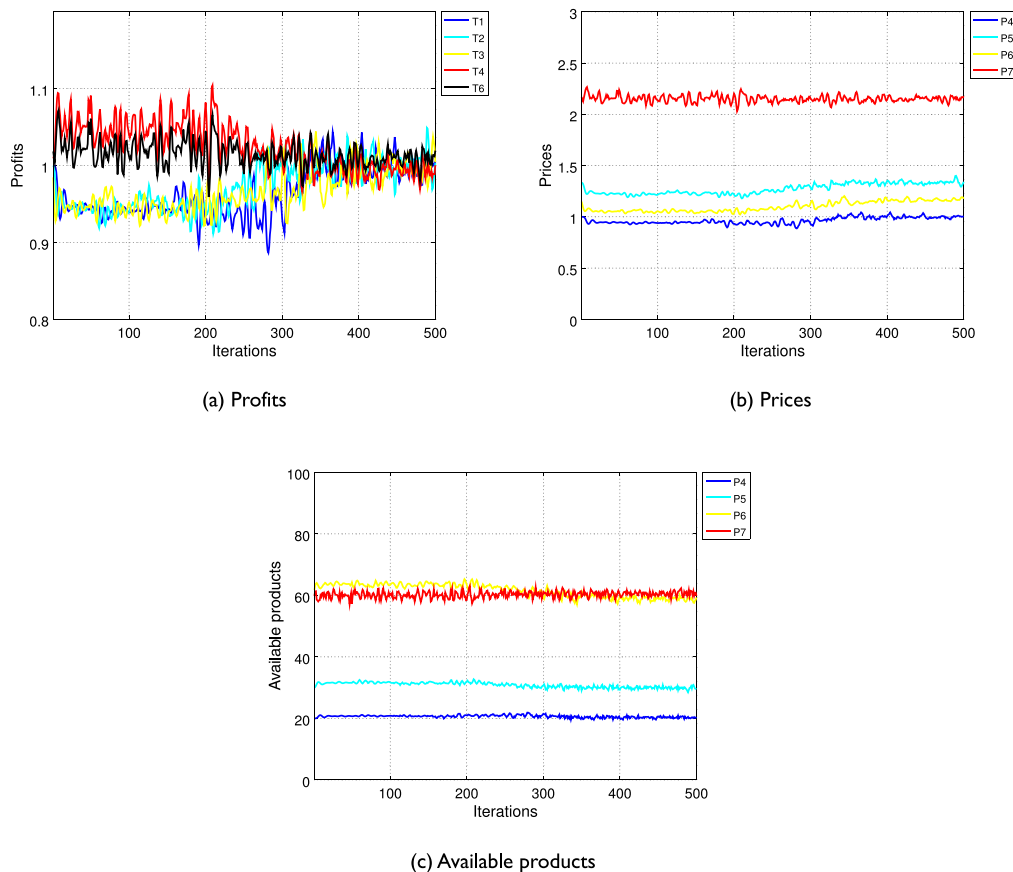 Profits
1.1
1
0.9
0.8
100 200 300 400 500
Iterations
T1
T2
T3
T4
T6
(a) Profits
Prices
3
2.5
2
1.5
1
0.5
0
100 200 300 400 500
Iterations
P4
P5
P6
P7
(b) Prices
Available products
100
80
60
40
20
0
100 200 300 400 500
Iterations
P4
P5
P6
P7
(c) Available products